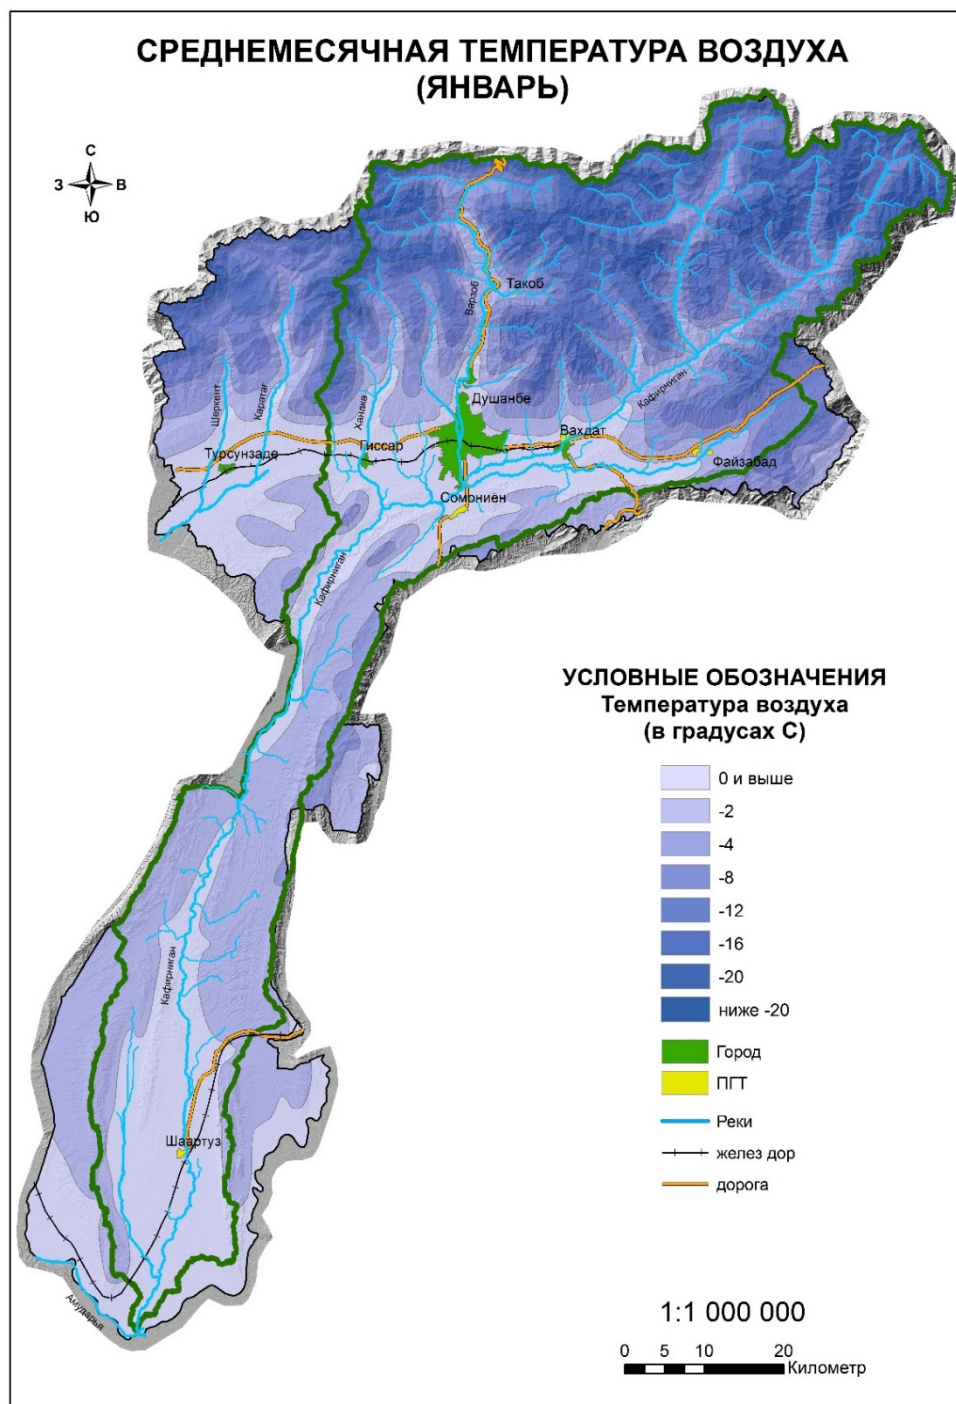 СРЕДНЕМЕСЯЧНАЯ ТЕМПЕРАТУРА ВОЗДУХА
(ЯНВАРЬ)
С
З В
Ю
Такоб
Варзоб
Душанбе
Шеркент
Каратаг
Ханака
Кафирниган
Вахдат
Гиссар
Турсунзаде
Файзабад
Сомониён
Кафирниган
УСЛОВНЫЕ ОБОЗНАЧЕНИЯ
Температура воздуха
(в градусах С)
0 и выше
-2
-4
-8
-12
-16
-20
ниже -20
Город
ПГТ
Реки
желез дор
дорога
Кафирниган
Шаартуз
Амударья
1:1 000 000
0 5 10 20
Километр